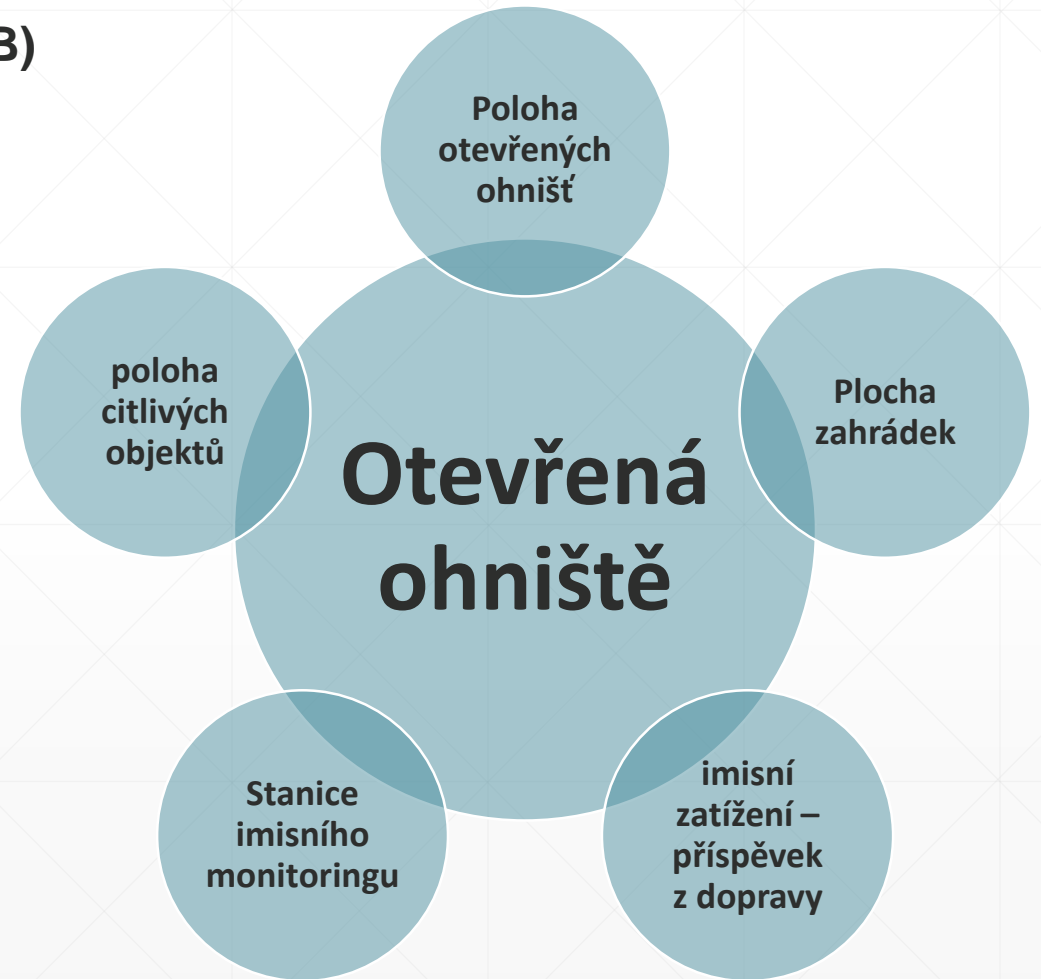 B)
Poloha
otevřených
ohnišť
poloha
citlivých
objektů
Plocha
zahrádek
Otevřená
ohniště
Stanice
imisního
monitoringu
imisní
zatížení –
příspěvek
z dopravy